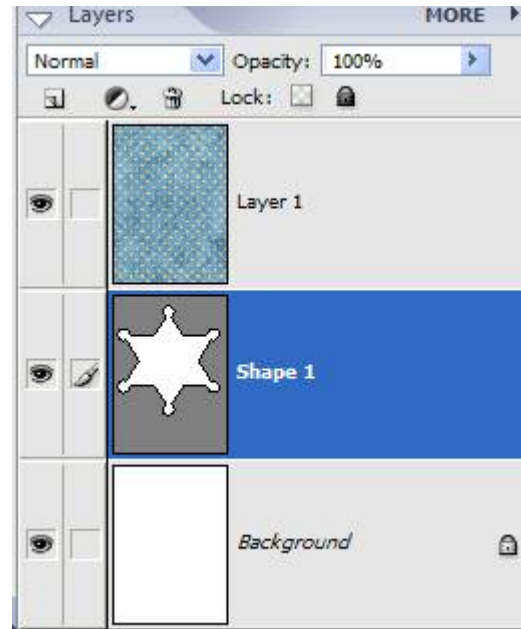 Layers MORE
Normal Opacity: 100%
Lock:
Layer 1
Shape 1
Background